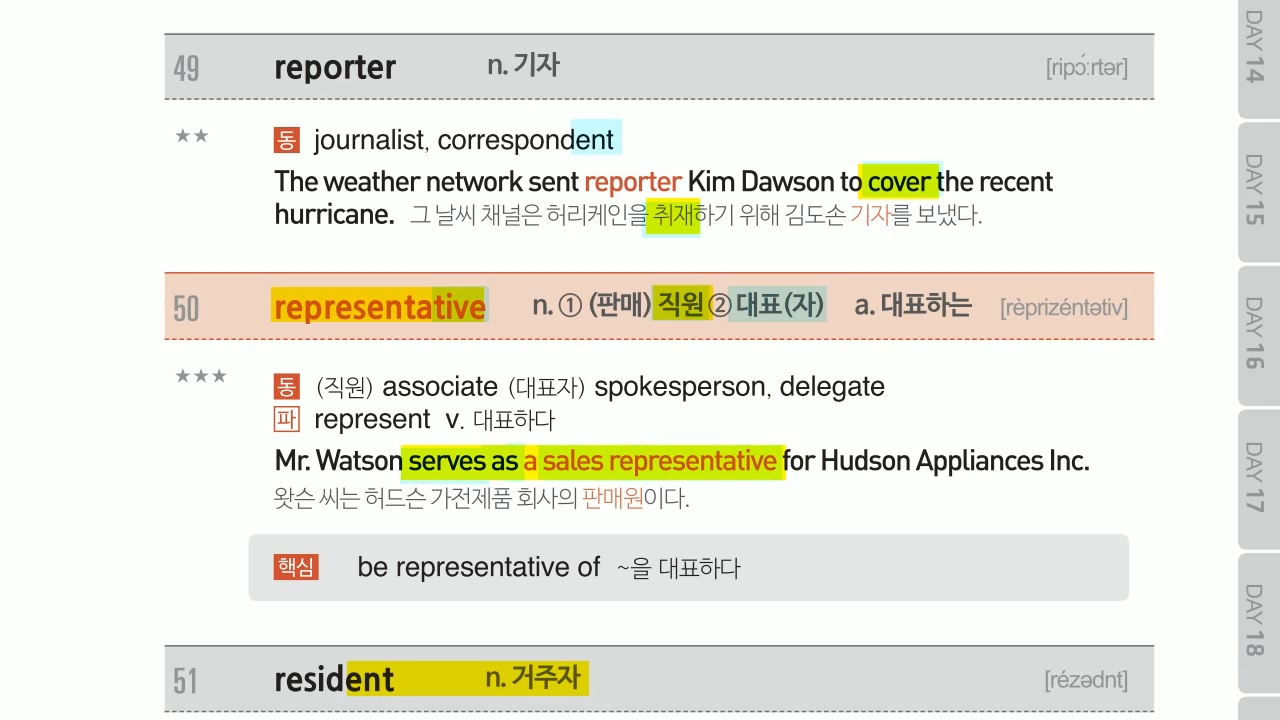 49 reporter n. 기자 [ripɔ́ːrtər]
★★ 동 journalist, correspondent
The weather network sent reporter Kim Dawson to cover the recent
hurricane. 그 날씨 채널은 허리케인을 취재하기 위해 김도손 기자를 보냈다.
50 representative n. ① (판매) 직원 ② 대표(자) a. 대표하는 [rèprizéntətiv]
★★★ 동 (직원) associate (대표자) spokesperson, delegate
파 represent v. 대표하다
Mr. Watson serves as a sales representative for Hudson Appliances Inc.
왓슨 씨는 허드슨 가전제품 회사의 판매원이다.
핵심 be representative of ~을 대표하다
51 resident n. 거주자 [rézədnt]
DAY 14
DAY 15
DAY 16
DAY 17
DAY 18